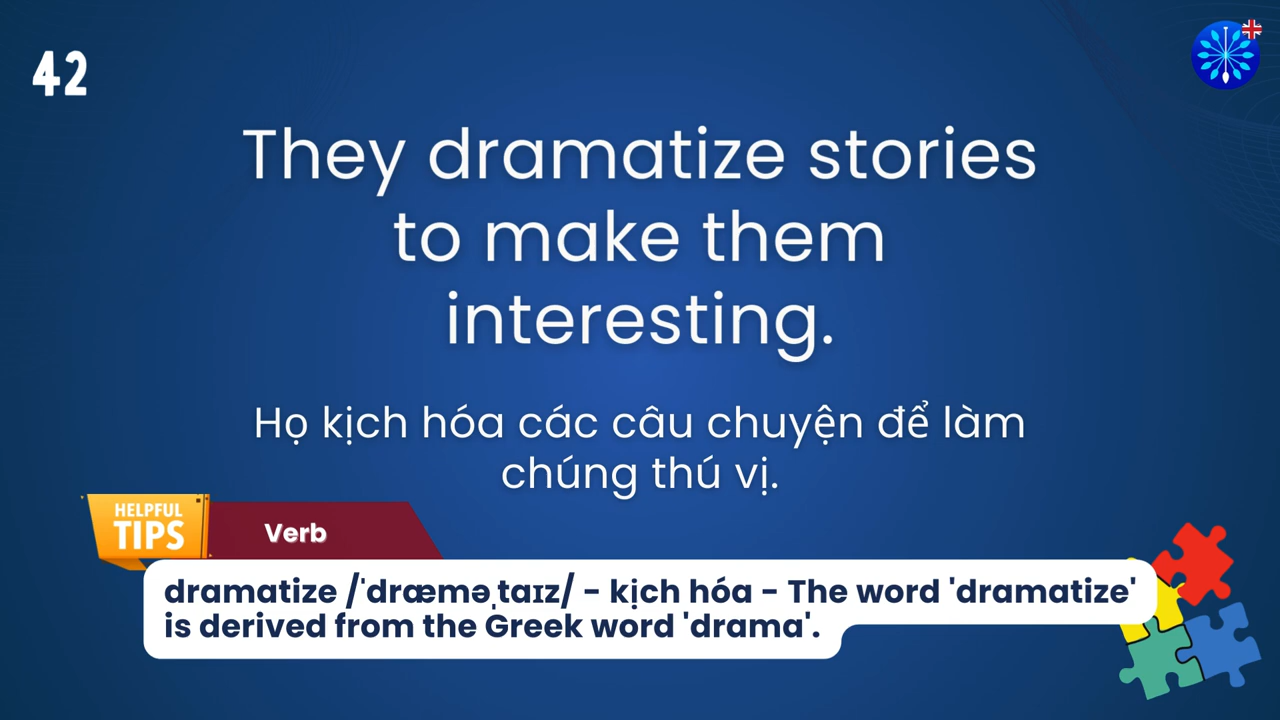 42
They dramatize stories
to make them
interesting.
Họ kịch hóa các câu chuyện để làm
chúng thú vị.
HELPFUL
TIPS
Verb
dramatize /ˈdræməˌtaɪz/ - kịch hóa - The word 'dramatize'
is derived from the Greek word 'drama'.